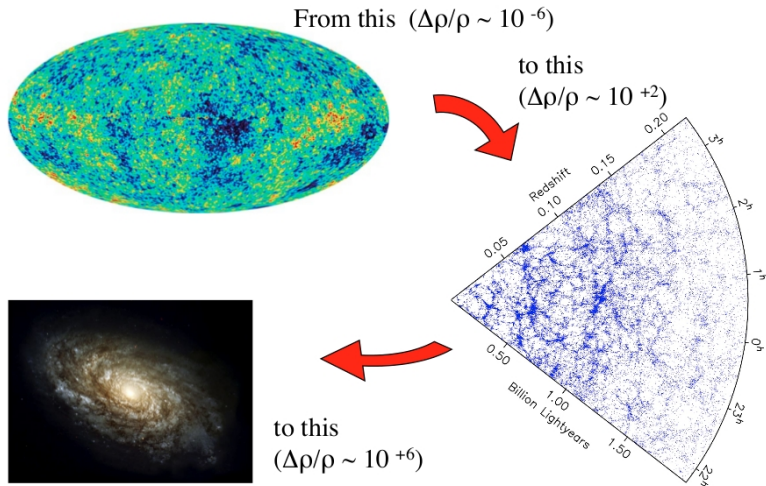 From this (Δρ/ρ ~ 10 -6)
to this
(Δρ/ρ ~ 10 +2)
Redshift
0.05
0.10
0.15
0.20
3h
2h
1h
0h
23h
22h
0.50
1.00
1.50
Billion Lightyears
to this
(Δρ/ρ ~ 10 +6)